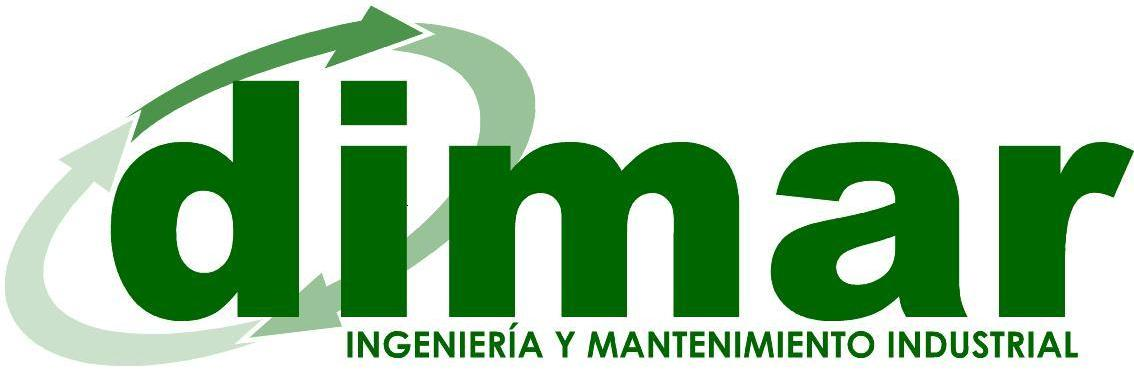 dimar
INGENIERÍA Y MANTENIMIENTO INDUSTRIAL